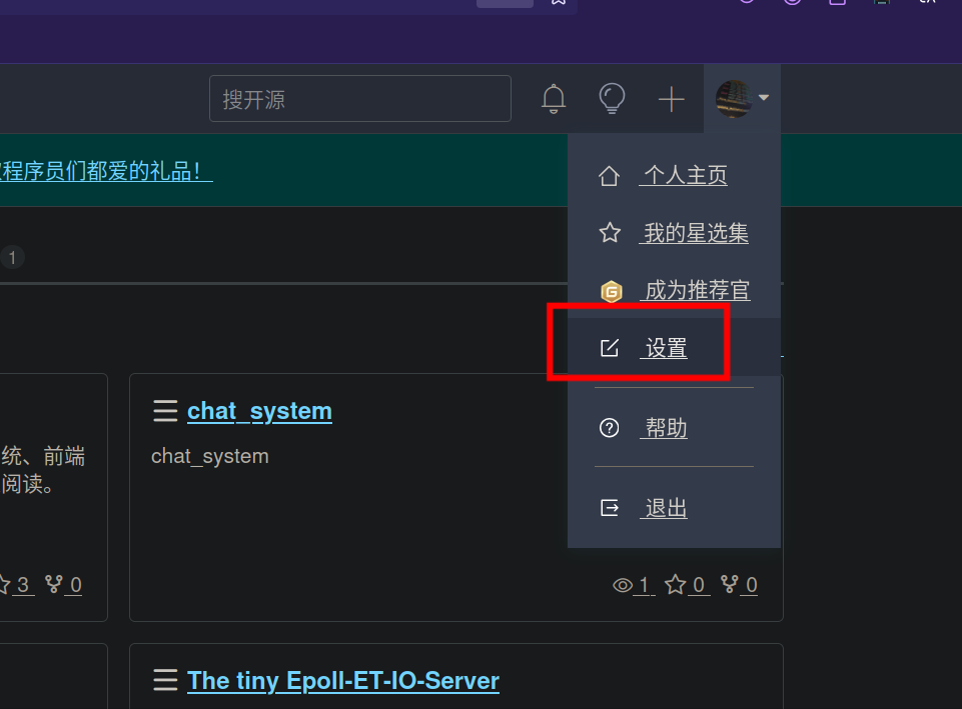 搜开源
程序员们都爱的礼品！
个人主页
我的星选集
1
成为推荐官
设置
chat_system
帮助
统、前端
chat_system
阅读。
退出
3 0
1 0 0
The tiny Epoll-ET-IO-Server